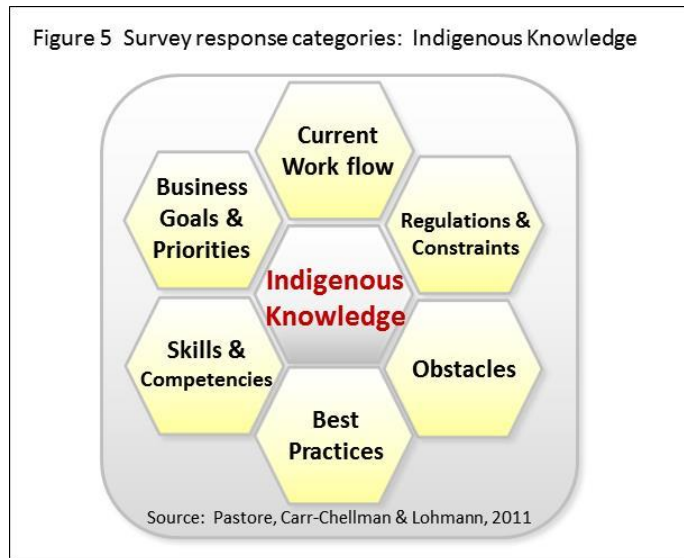 Figure 5 Survey response categories: Indigenous Knowledge
Current
Work flow
Business
Goals &
Priorities
Regulations &
Constraints
Indigenous
Knowledge
Skills &
Competencies
Obstacles
Best
Practices
Source: Pastore, Carr-Chellman & Lohmann, 2011